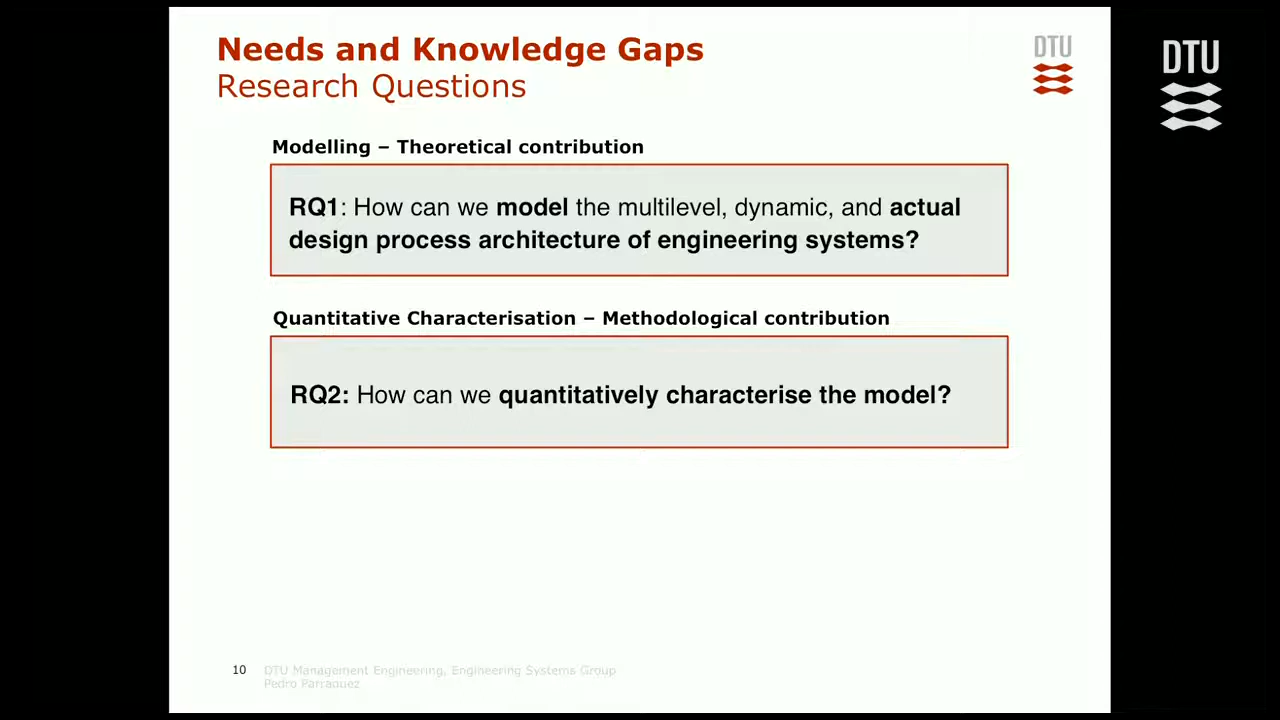 Needs and Knowledge Gaps
Research Questions
DTU
DTU
Modelling – Theoretical contribution
RQ1: How can we model the multilevel, dynamic, and actual
design process architecture of engineering systems?
Quantitative Characterisation – Methodological contribution
RQ2: How can we quantitatively characterise the model?
10 DTU Management Engineering, Engineering Systems Group
Pedro Parraguez